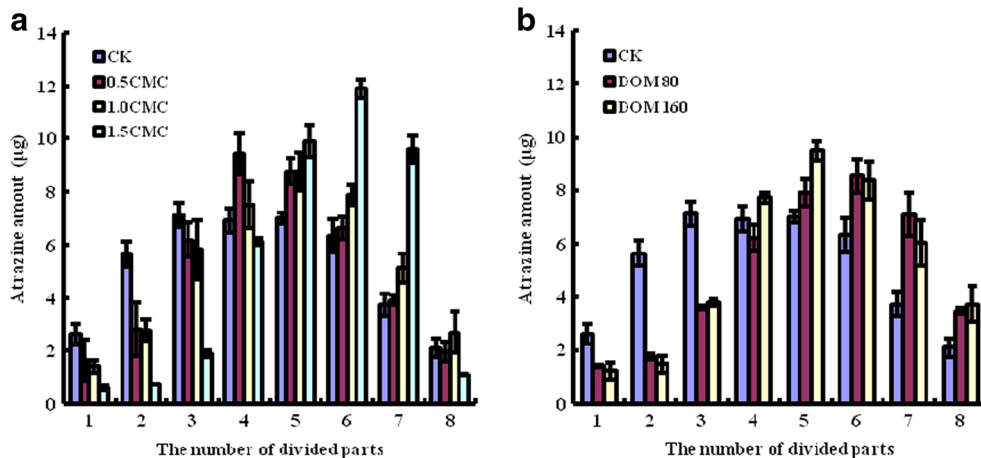 a
14
12
10
8
6
4
2
0
Atrazine amout (μg)
CK
0.5CMC
1.0CMC
1.5CMC
1 2 3 4 5 6 7 8
The number of divided parts
b
14
12
10
8
6
4
2
0
Atrazine amout (μg)
CK
DOM 80
DOM 160
1 2 3 4 5 6 7 8
The number of divided parts